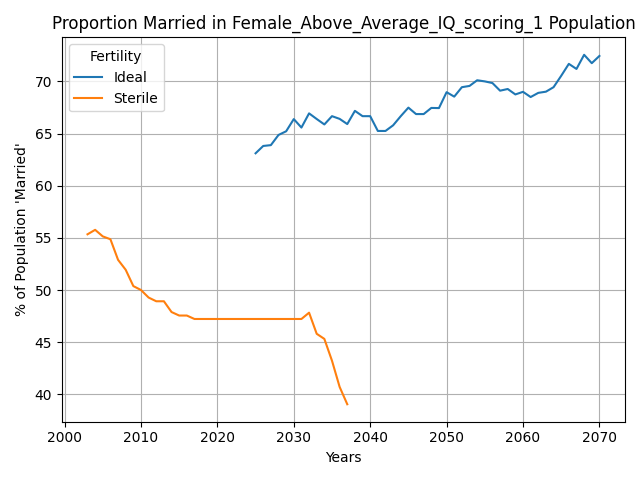 Proportion Married in Female_Above_Average_IQ_scoring_1 Population
Fertility
Ideal
Sterile
% of Population 'Married'
70
65
60
55
50
45
40
2000 2010 2020 2030 2040 2050 2060 2070
Years